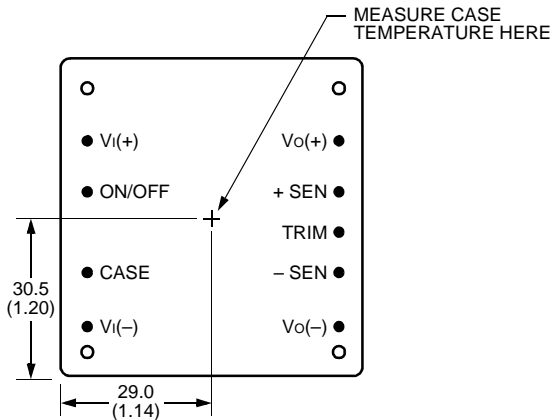 MEASURE CASE
TEMPERATURE HERE
VI(+)
VO(+)
ON/OFF
+ SEN
TRIM
CASE
– SEN
30.5
(1.20)
VI(–)
VO(–)
29.0
(1.14)